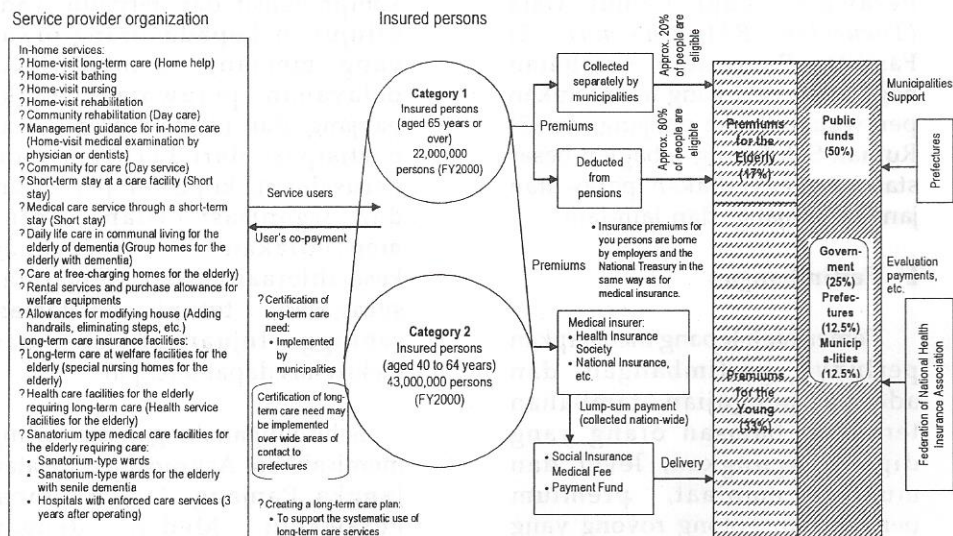 Service provider organization
In-home services:
? Home-visit long-term care (Home help)
? Home-visit bathing
? Home-visit nursing
? Home-visit rehabilitation
? Community rehabilitation (Day care)
? Management guidance for in-home care
(Home-visit medical examination by
physician or dentists)
? Community for care (Day service)
? Short-term stay at a care facility (Short
stay)
? Medical care service through a short-term
stay (Short stay)
? Daily life care in communal living for the
elderly of dementia (Group homes for the
elderly with dementia)
? Care at free-charging homes for the elderly)
? Rental services and purchase allowance for
welfare equipments
? Allowances for modifying house (Adding
handrails, eliminating steps, etc.)
Long-term care insurance facilities:
? Long-term care at welfare facilities for the
elderly (special nursing homes for the
elderly)
? Health care facilities for the elderly
requiring long-term care (Health service
facilities for the elderly)
? Sanatorium type medical care facilities for
the elderly requiring care:
• Sanatorium-type wards
• Sanatorium-type wards for the elderly
with senile dementia
• Hospitals with enforced care services (3
years after operating)
Service users
User's co-payment
Insured persons
Category 1
Insured persons
(aged 65 years or
over)
22,000,000
persons (FY2000)
Category 2
Insured persons
(aged 40 to 64 years)
43,000,000 persons
(FY2000)
? Certification of
long-term care
need:
• Implemented
by
municipalities
Certification of long-
term care need may
be implemented
over wide areas of
contact to
prefectures
? Creating a long-term care plan:
• To support the systematic use of
long-term care services
Premiums
Collected
separately by
municipalities
Approx. 20%
of people are
eligible
Deducted
from
pensions
Approx. 80%
of people are
eligible
• Insurance premiums for
you persons are bome
by employers and the
National Treasury in the
same way as for
medical insurance.
Premiums
Medical insurer:
• Health Insurance
Society
• National Insurance,
etc.
Lump-sum payment
(collected nation-wide)
• Social Insurance
Medical Fee
• Payment Fund
Delivery
Premiums
for the
Elderly
(17%)
Premiums
for the
Young
(33%)
Public
funds
(50%)
Govern-
ment
(25%)
Prefec-
tures
(12.5%)
Municip
a-lities
(12.5%)
Municipalities
Support
Prefectures
Evaluation
payments,
etc.
Federation of National Health
Insurance Association